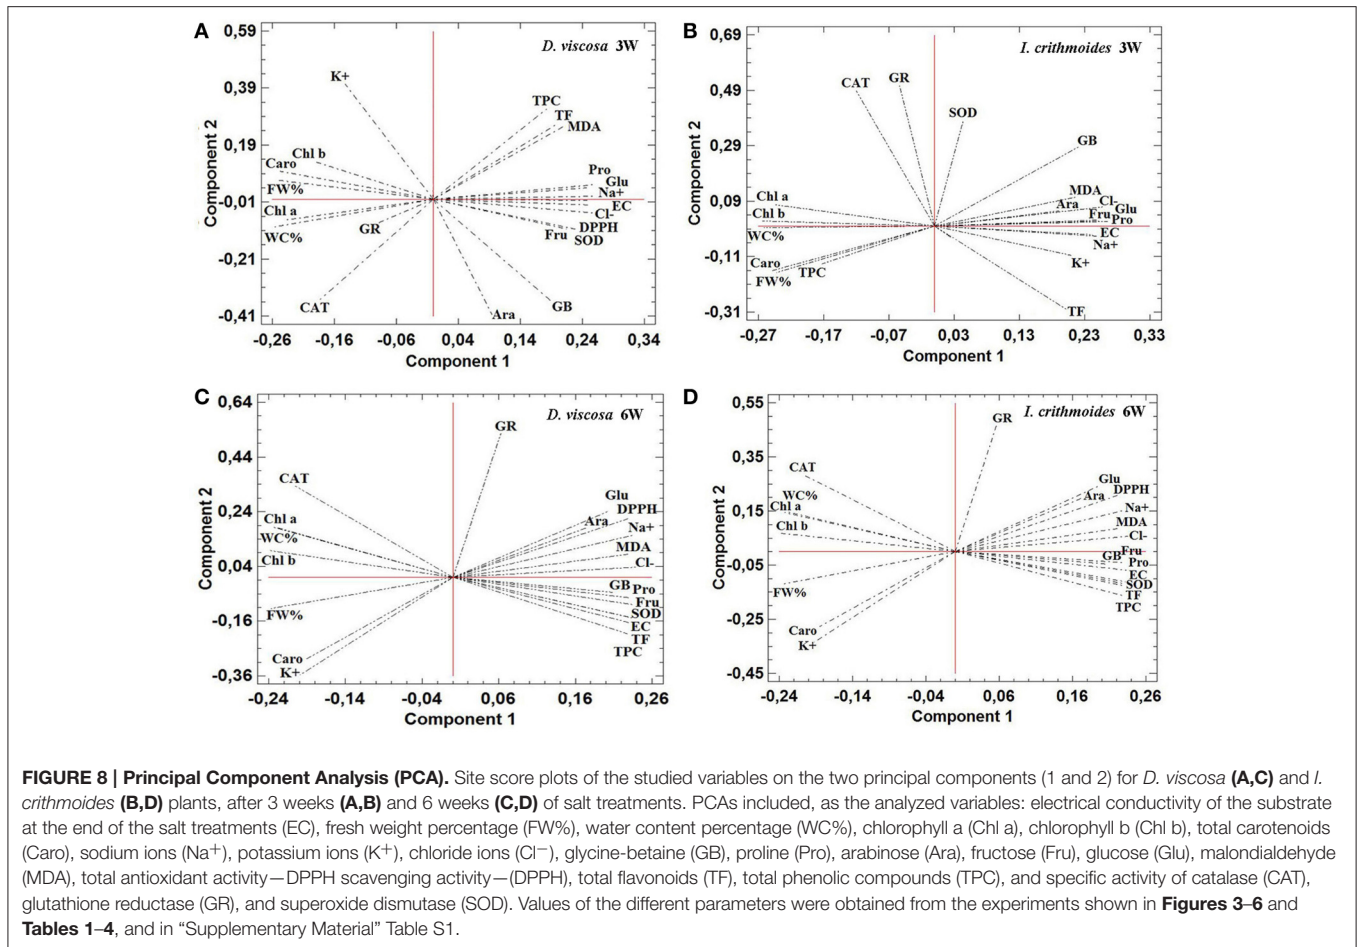 A
D. viscosa 3W
0,59
0,39
0,19
-0,01
-0,21
-0,41
Component 2
K+
TPC
TF
MDA
Chl b
Caro
FW%
Chl a
WC%
GR
CAT
Pro
Glu
Na+
EC
Cl-
DPPH
Fru
SOD
GB
Ara
-0,26 -0,16 -0,06 0,04 0,14 0,24 0,34
Component 1
B
I. crithmoides 3W
0,69
0,49
0,29
0,09
-0,11
-0,31
Component 2
CAT
GR
SOD
GB
MDA
Ara
Cl-
Glu
Fru
Pro
EC
Na+
K+
TF
Chl a
Chl b
WC%
Caro
TPC
FW%
-0,27 -0,17 -0,07 0,03 0,13 0,23 0,33
Component 1
C
D. viscosa 6W
0,64
0,44
0,24
0,04
-0,16
-0,36
Component 2
GR
CAT
Chl a
WC%
Chl b
FW%
Caro
K+
Glu
DPPH
Ara
Na+
MDA
Cl-
GB
Pro
Fru
SOD
EC
TF
TPC
-0,24 -0,14 -0,04 0,06 0,16 0,26
Component 1
D
I. crithmoides 6W
0,55
0,35
0,15
-0,05
-0,25
-0,45
Component 2
GR
CAT
WC%
Chl a
Chl b
FW%
Caro
K+
Glu
DPPH
Ara
Na+
MDA
Cl-
Fru
GB
Pro
EC
SOD
TF
TPC
-0,24 -0,14 -0,04 0,06 0,16 0,26
Component 1
FIGURE 8 | Principal Component Analysis (PCA). Site score plots of the studied variables on the two principal components (1 and 2) for D. viscosa (A,C) and I.
crithmoides (B,D) plants, after 3 weeks (A,B) and 6 weeks (C,D) of salt treatments. PCAs included, as the analyzed variables: electrical conductivity of the substrate
at the end of the salt treatments (EC), fresh weight percentage (FW%), water content percentage (WC%), chlorophyll a (Chl a), chlorophyll b (Chl b), total carotenoids
(Caro), sodium ions (Na⁺), potassium ions (K⁺), chloride ions (Cl⁻), glycine-betaine (GB), proline (Pro), arabinose (Ara), fructose (Fru), glucose (Glu), malondialdehyde
(MDA), total antioxidant activity—DPPH scavenging activity—(DPPH), total flavonoids (TF), total phenolic compounds (TPC), and specific activity of catalase (CAT),
glutathione reductase (GR), and superoxide dismutase (SOD). Values of the different parameters were obtained from the experiments shown in Figures 3–6 and
Tables 1–4, and in “Supplementary Material” Table S1.